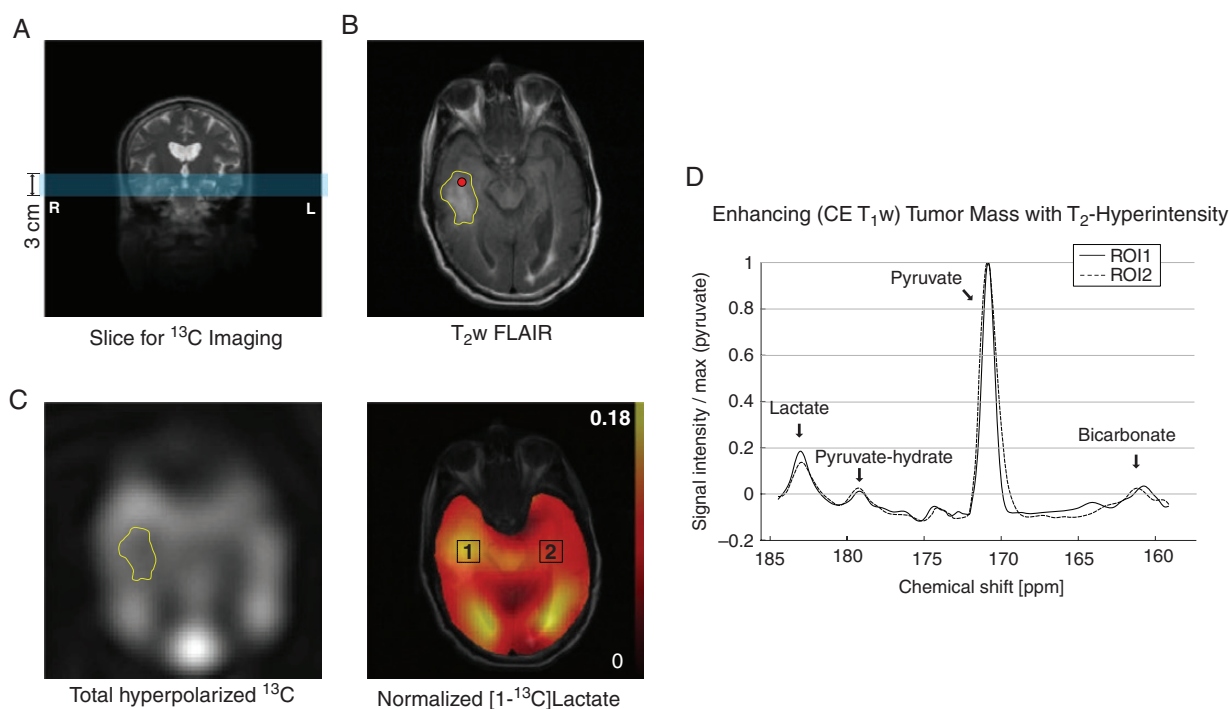 A
R
L
3 cm
Slice for ¹³C Imaging
B
T₂w FLAIR
C
Total hyperpolarized ¹³C
0.18
1
2
0
Normalized [1-¹³C]Lactate
D
Enhancing (CE T₁w) Tumor Mass with T₂-Hyperintensity
ROI1
ROI2
Pyruvate
Lactate
Pyruvate-hydrate
Bicarbonate
Signal intensity / max (pyruvate)
1
0.8
0.6
0.4
0.2
0
−0.2
185 180 175 170 165 160
Chemical shift [ppm]